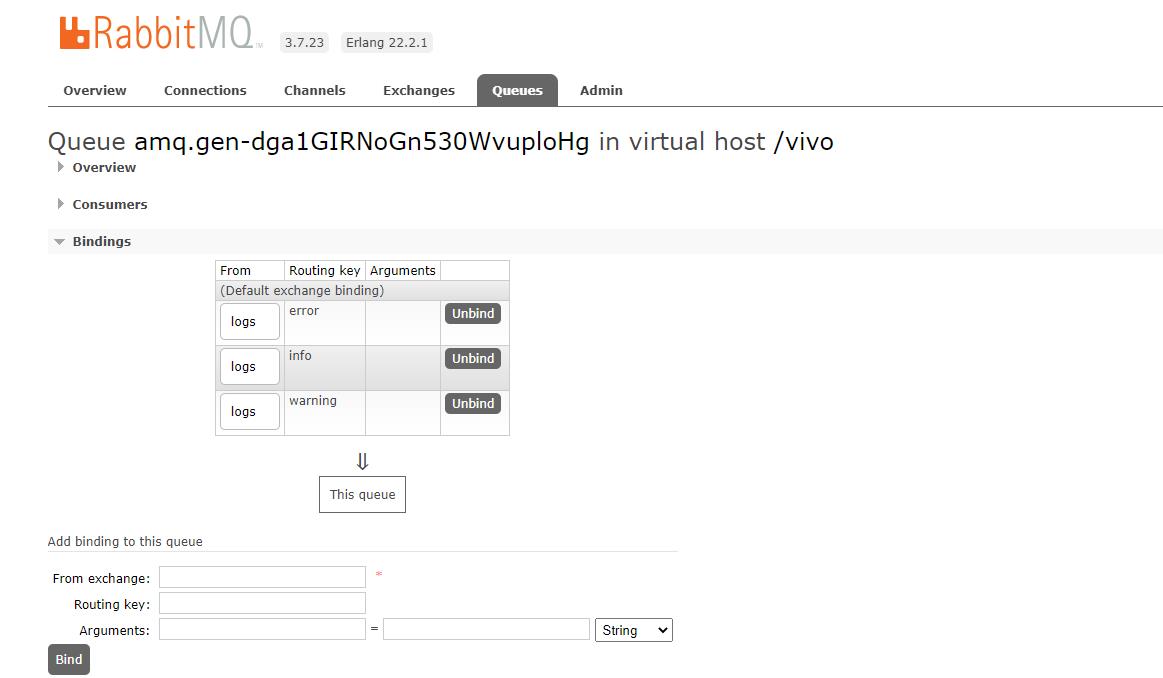 RabbitMQ TM 3.7.23 Erlang 22.2.1
Overview Connections Channels Exchanges Queues Admin
Queue amq.gen-dga1GIRNoGn530WvuploHg in virtual host /vivo
Overview
Consumers
Bindings
From Routing key Arguments
(Default exchange binding)
logs error Unbind
logs info Unbind
logs warning Unbind
⇓
This queue
Add binding to this queue
From exchange: *
Routing key:
Arguments: = String
Bind